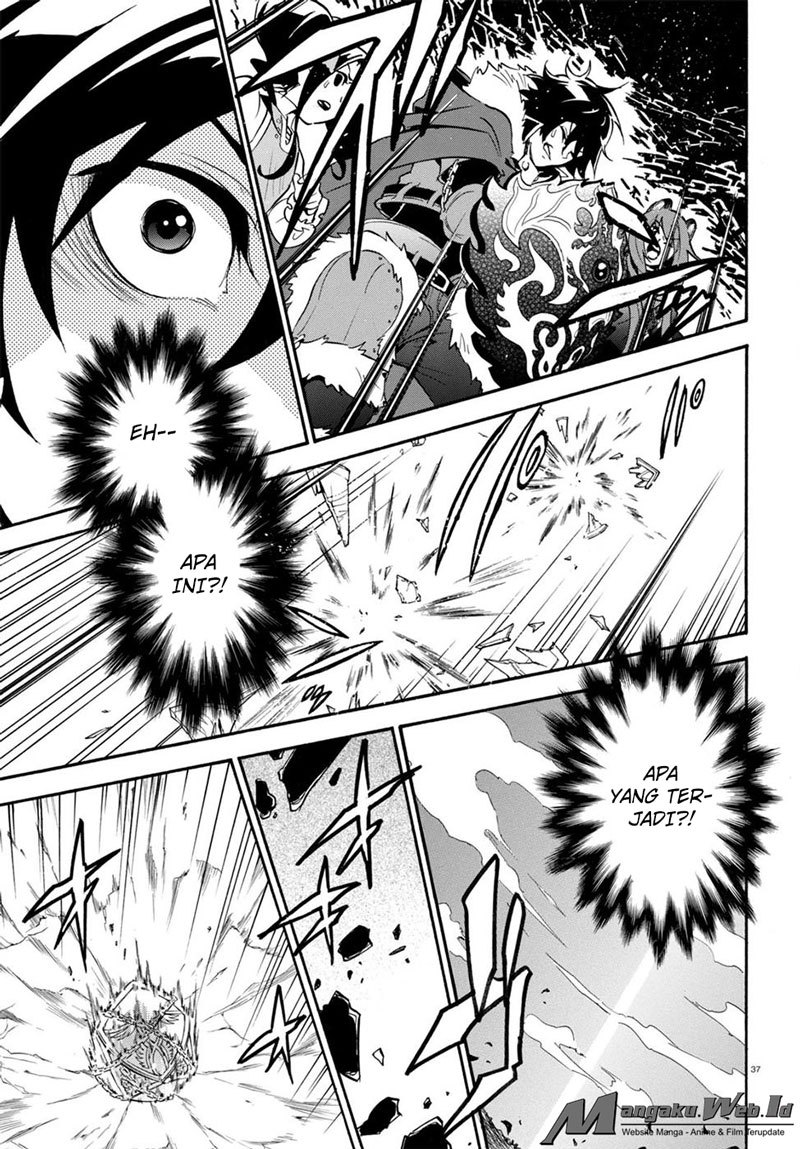 EH--
APA
INI?!
APA
YANG TER-
JADI?!
37
Mangaku.Web.Id
Website Manga - Anime & Film Terupdate